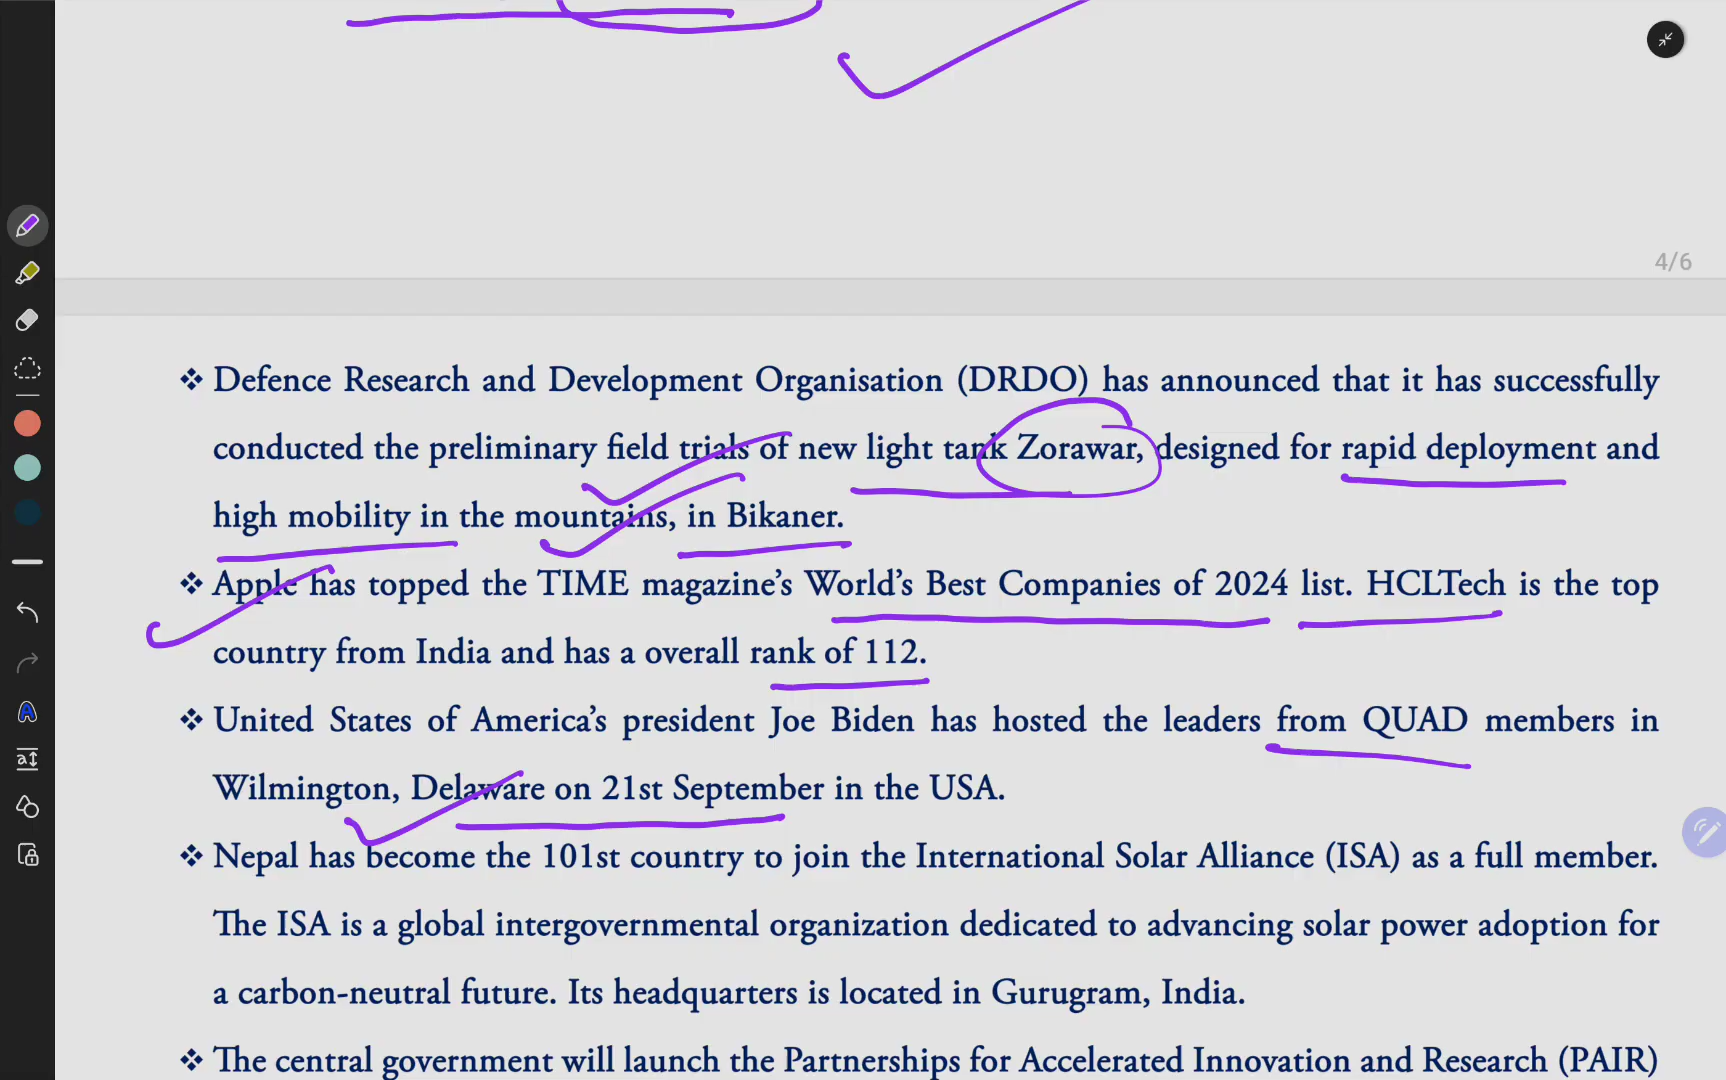 4/6
❖ Defence Research and Development Organisation (DRDO) has announced that it has successfully
conducted the preliminary field trials of new light tank Zorawar, designed for rapid deployment and
high mobility in the mountains, in Bikaner.
❖ Apple has topped the TIME magazine's World's Best Companies of 2024 list. HCLTech is the top
country from India and has a overall rank of 112.
❖ United States of America's president Joe Biden has hosted the leaders from QUAD members in
Wilmington, Delaware on 21st September in the USA.
❖ Nepal has become the 101st country to join the International Solar Alliance (ISA) as a full member.
The ISA is a global intergovernmental organization dedicated to advancing solar power adoption for
a carbon-neutral future. Its headquarters is located in Gurugram, India.
❖ The central government will launch the Partnerships for Accelerated Innovation and Research (PAIR)